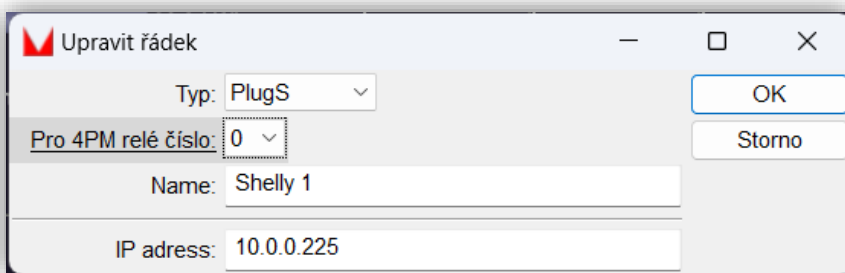 Upravit řádek
Typ: PlugS
OK
Pro 4PM relé číslo: 0
Storno
Name: Shelly 1
IP adress: 10.0.0.225